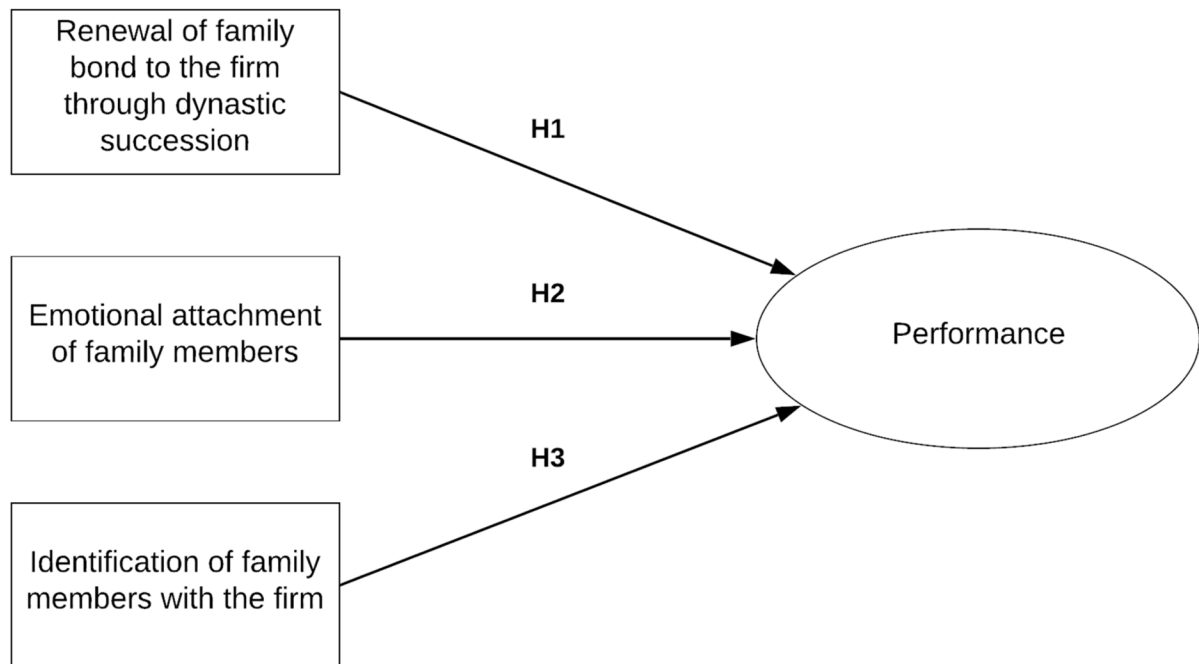 Renewal of family
bond to the firm
through dynastic
succession
H1
Emotional attachment
of family members
H2
Performance
H3
Identification of family
members with the firm